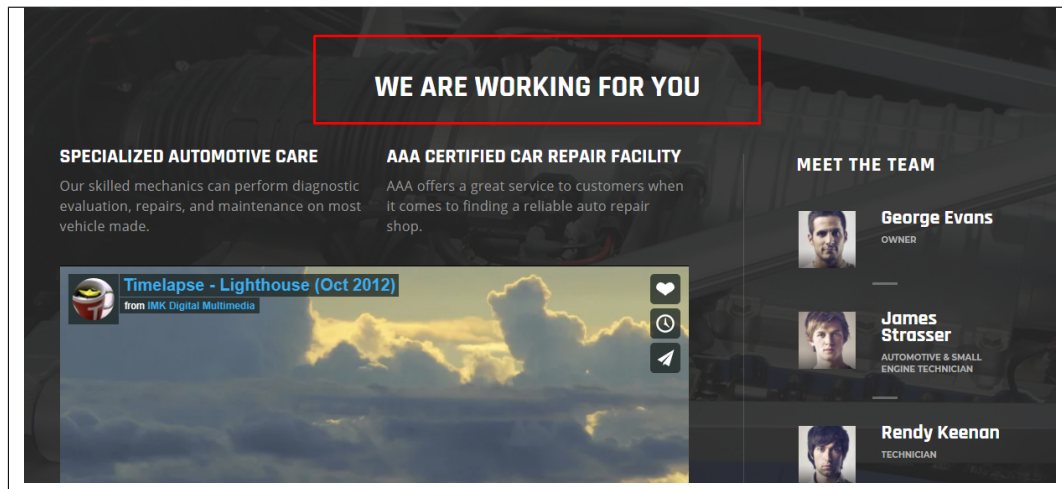 WE ARE WORKING FOR YOU
SPECIALIZED AUTOMOTIVE CARE
Our skilled mechanics can perform diagnostic
evaluation, repairs, and maintenance on most
vehicle made.
AAA CERTIFIED CAR REPAIR FACILITY
AAA offers a great service to customers when
it comes to finding a reliable auto repair
shop.
Timelapse - Lighthouse (Oct 2012)
from IMK Digital Multimedia
MEET THE TEAM
George Evans
OWNER
James
Strasser
AUTOMOTIVE & SMALL
ENGINE TECHNICIAN
Rendy Keenan
TECHNICIAN